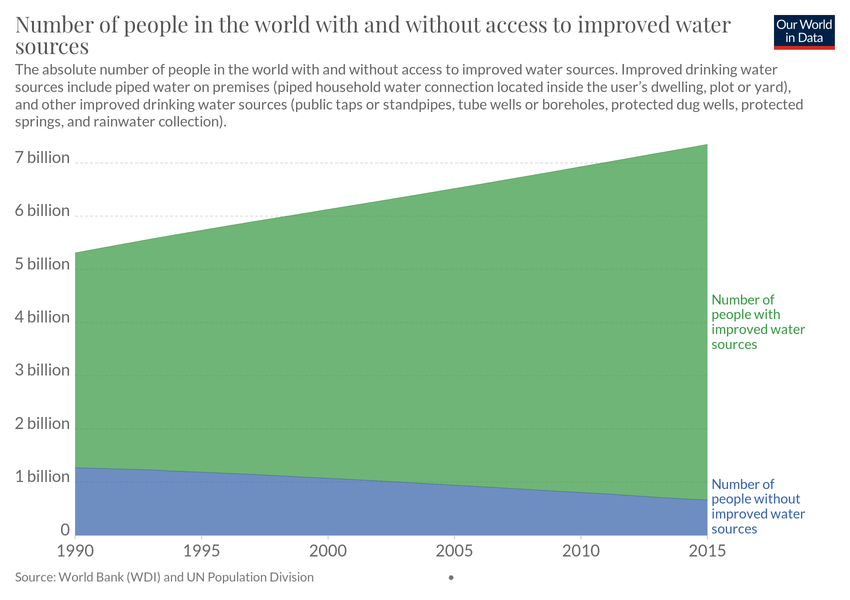 Number of people in the world with and without access to improved water
sources
Our World
in Data
The absolute number of people in the world with and without access to improved water sources. Improved drinking water
sources include piped water on premises (piped household water connection located inside the user’s dwelling, plot or yard),
and other improved drinking water sources (public taps or standpipes, tube wells or boreholes, protected dug wells, protected
springs, and rainwater collection).
7 billion
6 billion
5 billion
4 billion
3 billion
2 billion
1 billion
0
Number of
people with
improved water
sources
Number of
people without
improved water
sources
1990
1995
2000
2005
2010
2015
Source: World Bank (WDI) and UN Population Division
•